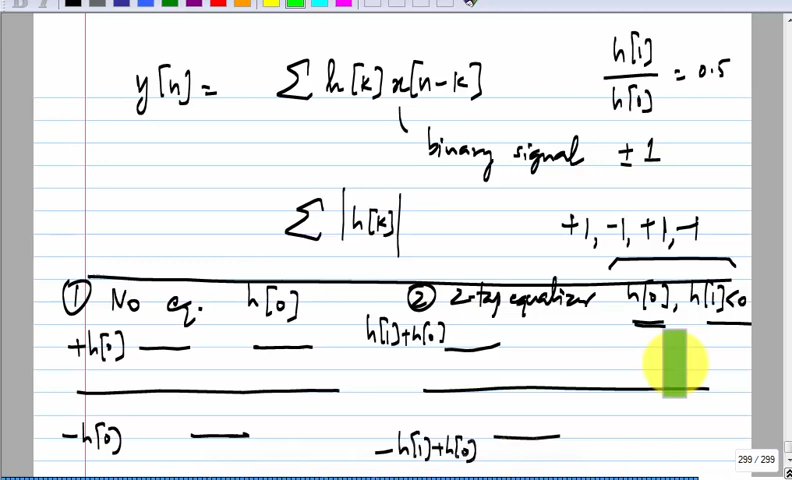 y[n] = ∑ h[k] x[n-k]
h[1] / h[0] = 0.5
binary signal ± 1
∑ |h[k]|
+1, -1, +1, -1
① No eq. h[0]
② 2-tap equalizer h[0], h[1]<0
+h[0]
h[1]+h[0]
-h[0]
-h[1]+h[0]
299 / 299